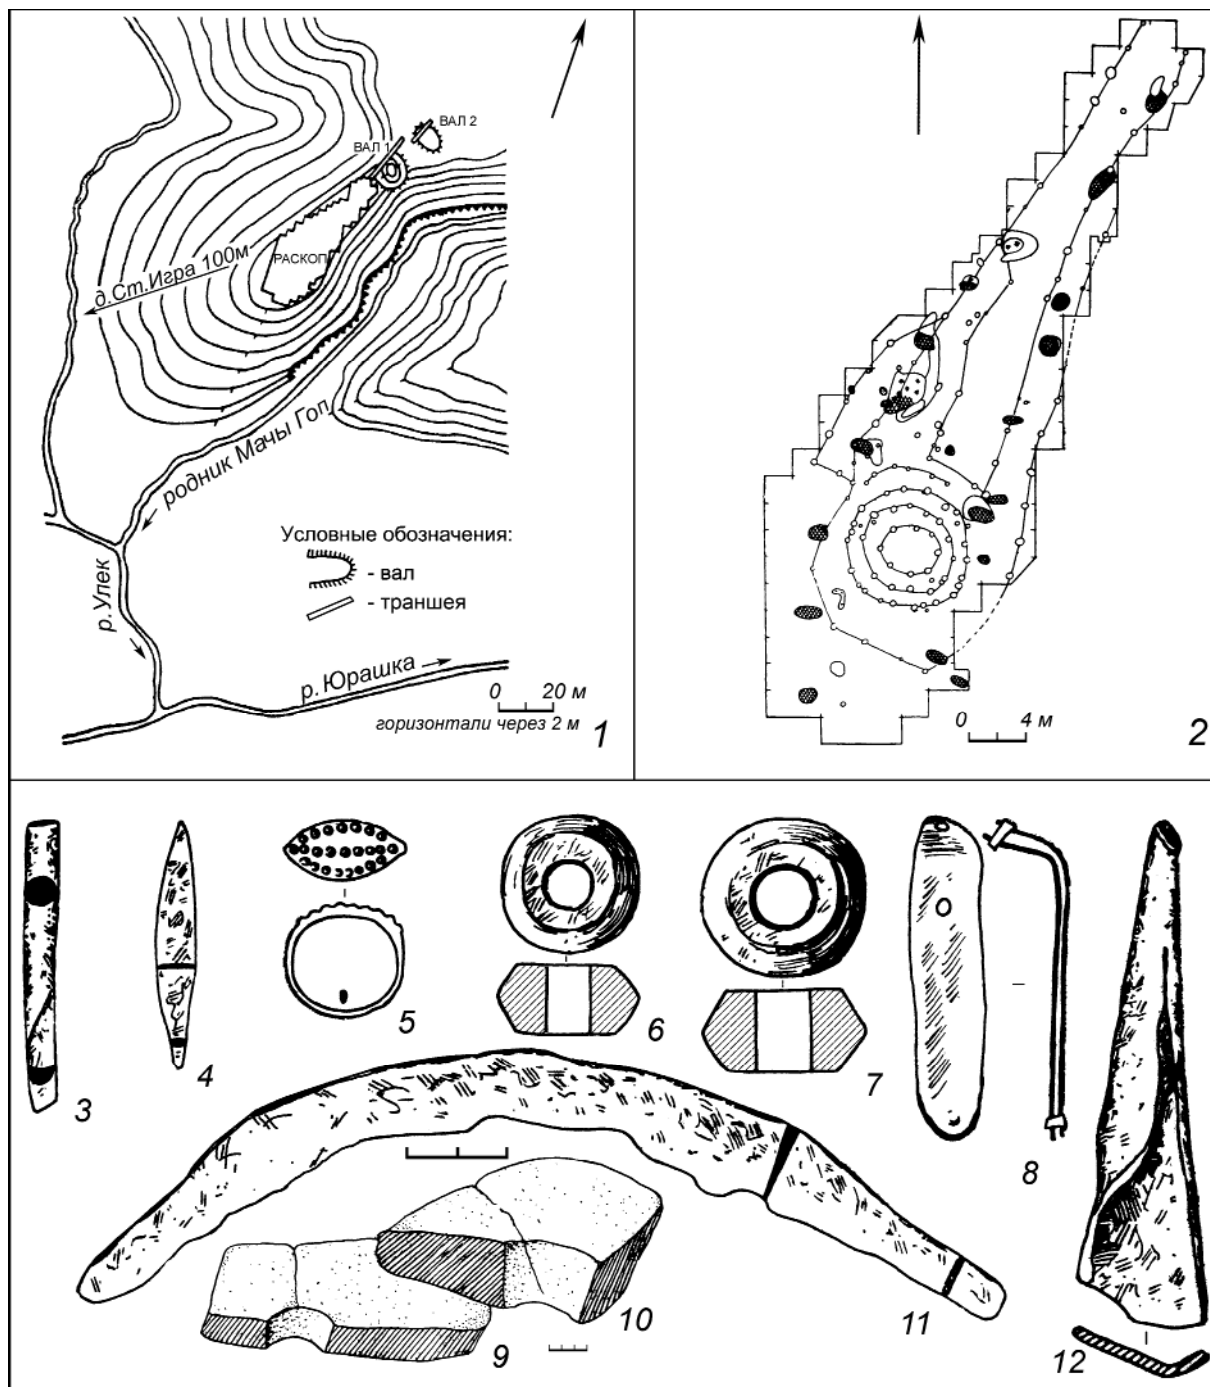 ВАЛ 2
ВАЛ 1
РАСКОП
д.Ст.Игра 100м
родник Мачы Гоп
Условные обозначения:
- вал
- траншея
р. Улек
р. Юрашка
0 20 м
горизонтали через 2 м
1
0 4 м
2
3
4
5
6
7
8
9
10
11
12